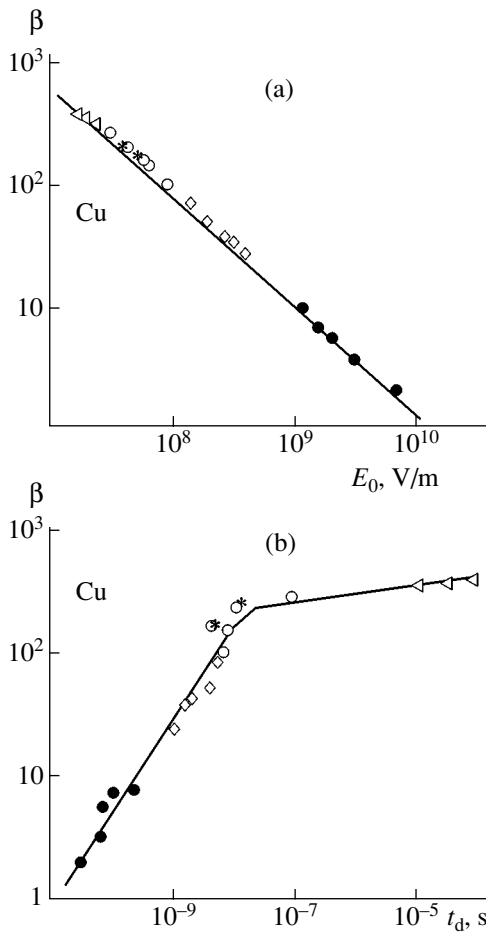 β
10³
(a)
10²
Cu
10
10⁸
10⁹
10¹⁰
E₀, V/m
β
10³
(b)
Cu
10²
10
1
10⁻⁹
10⁻⁷
10⁻⁵
t_d, s